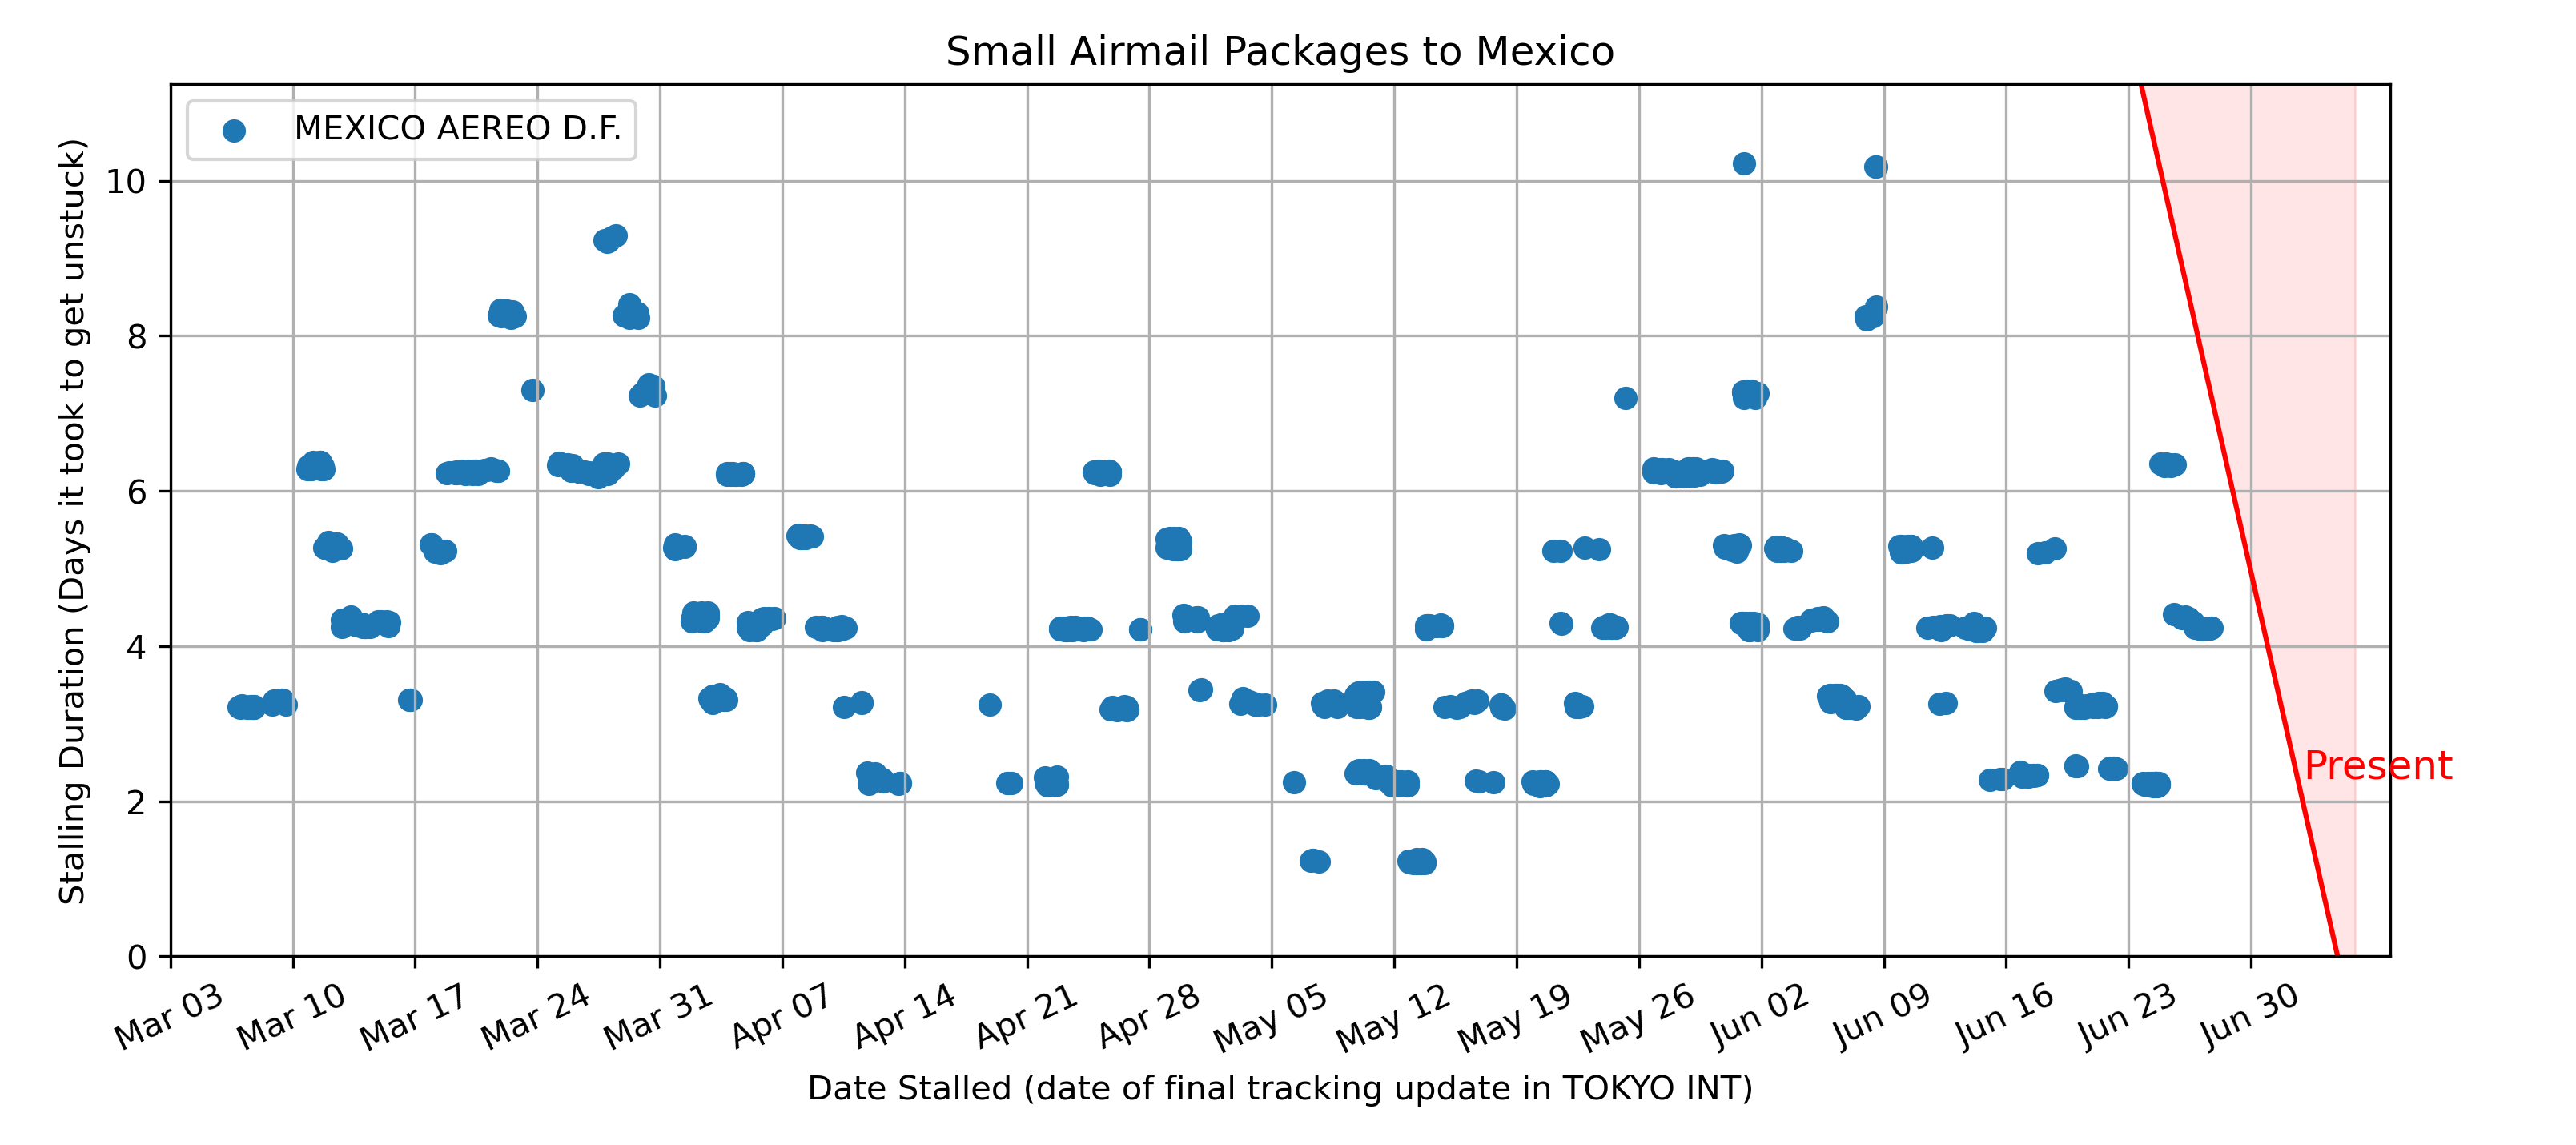 Small Airmail Packages to Mexico
MEXICO AEREO D.F.
Stalling Duration (Days it took to get unstuck)
10
8
6
4
2
0
Present
Mar 03
Mar 10
Mar 17
Mar 24
Mar 31
Apr 07
Apr 14
Apr 21
Apr 28
May 05
May 12
May 19
May 26
Jun 02
Jun 09
Jun 16
Jun 23
Jun 30
Date Stalled (date of final tracking update in TOKYO INT)